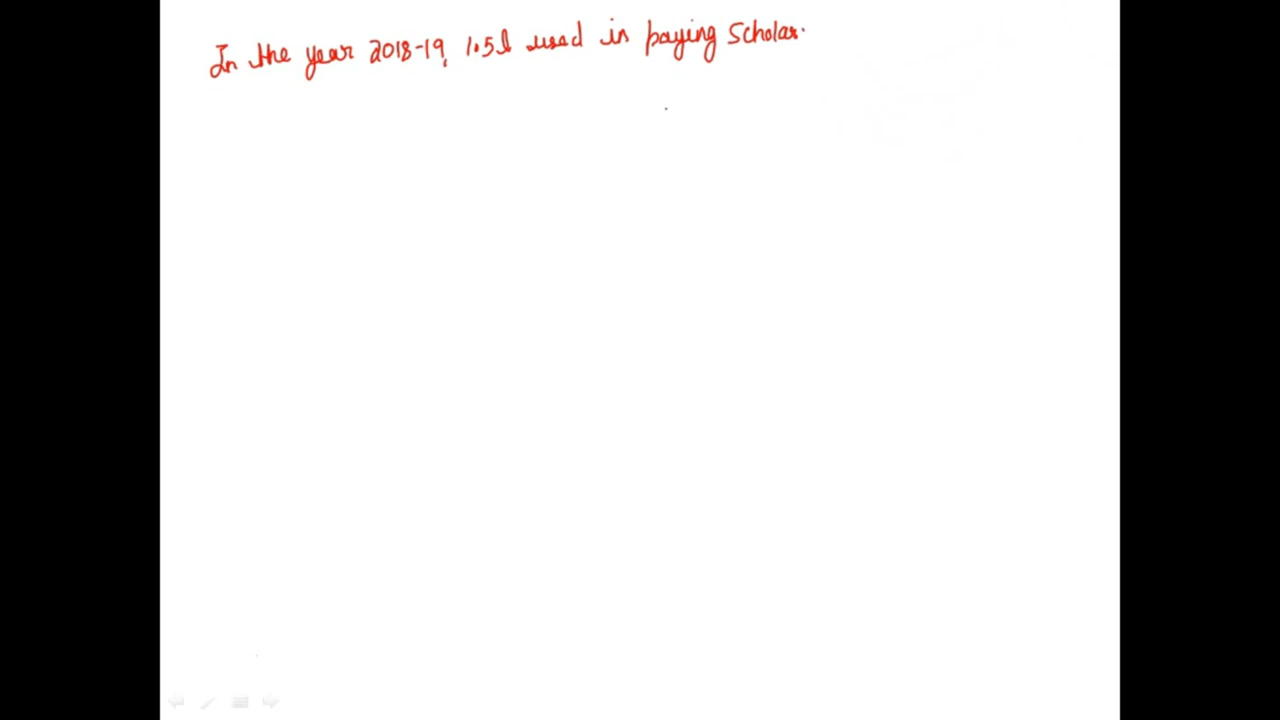 In the year 2018-19, 1.5l used in paying Scholar.